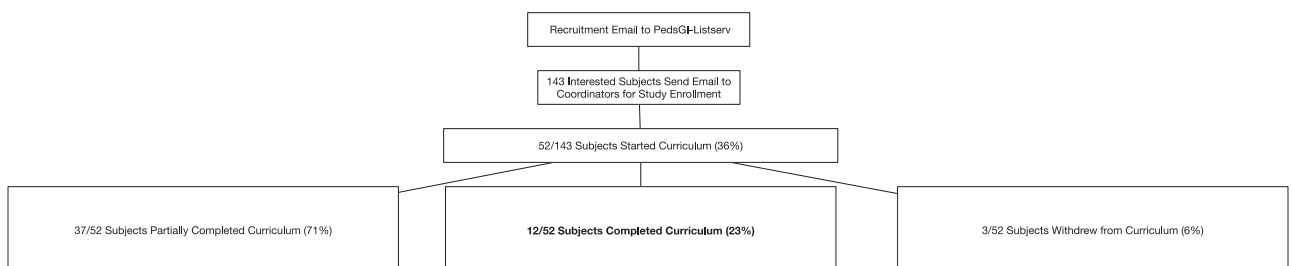 Recruitment Email to PedsGI-Listserv
143 Interested Subjects Send Email to
Coordinators for Study Enrollment
52/143 Subjects Started Curriculum (36%)
37/52 Subjects Partially Completed Curriculum (71%)
12/52 Subjects Completed Curriculum (23%)
3/52 Subjects Withdrew from Curriculum (6%)